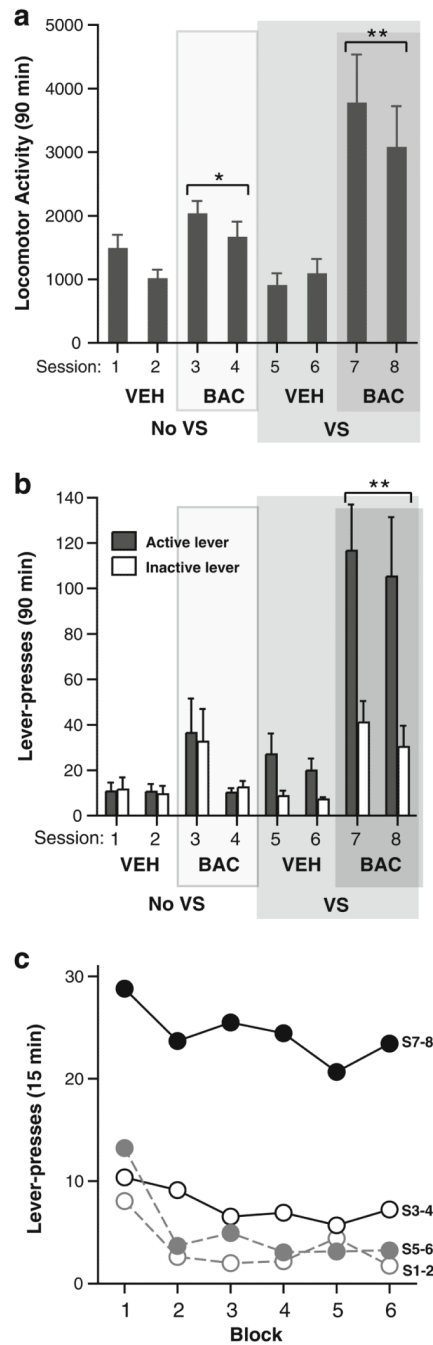 a
Locomotor Activity (90 min)
5000
4000
3000
2000
1000
0
*
**
Session: 1 2 3 4 5 6 7 8
VEH BAC VEH BAC
No VS VS
b
Lever-presses (90 min)
140
120
100
80
60
40
20
0
**
Active lever
Inactive lever
Session: 1 2 3 4 5 6 7 8
VEH BAC VEH BAC
No VS VS
c
Lever-presses (15 min)
30
20
10
0
S7-8
S3-4
S5-6
S1-2
1 2 3 4 5 6
Block